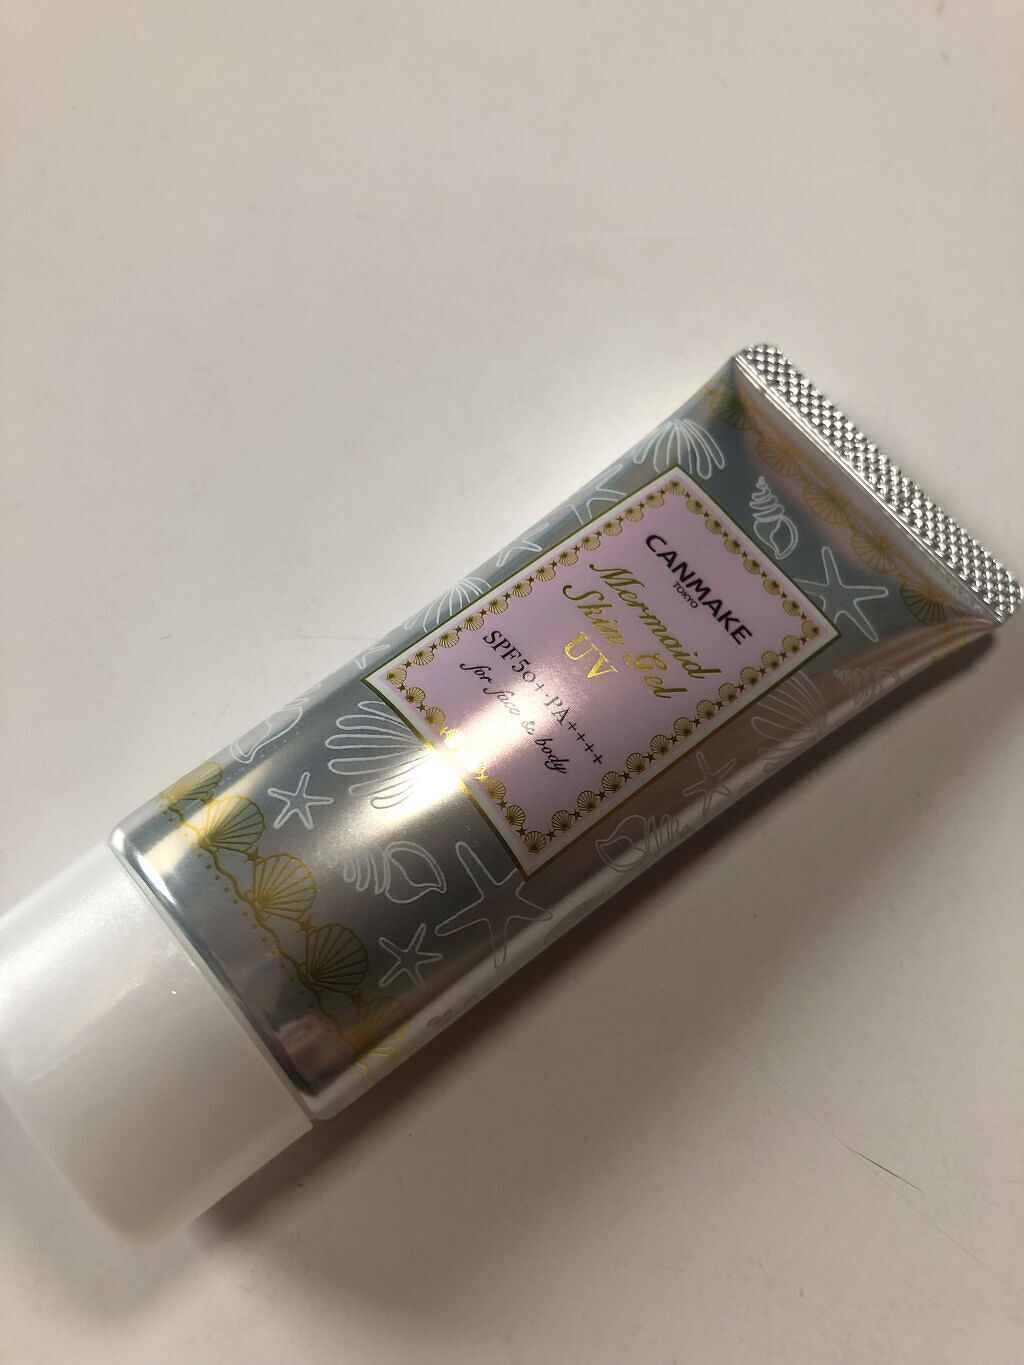 CANMAKE
TOKYO
Mermaid
Skin Gel
UV
SPF50+・PA++++
for face & body